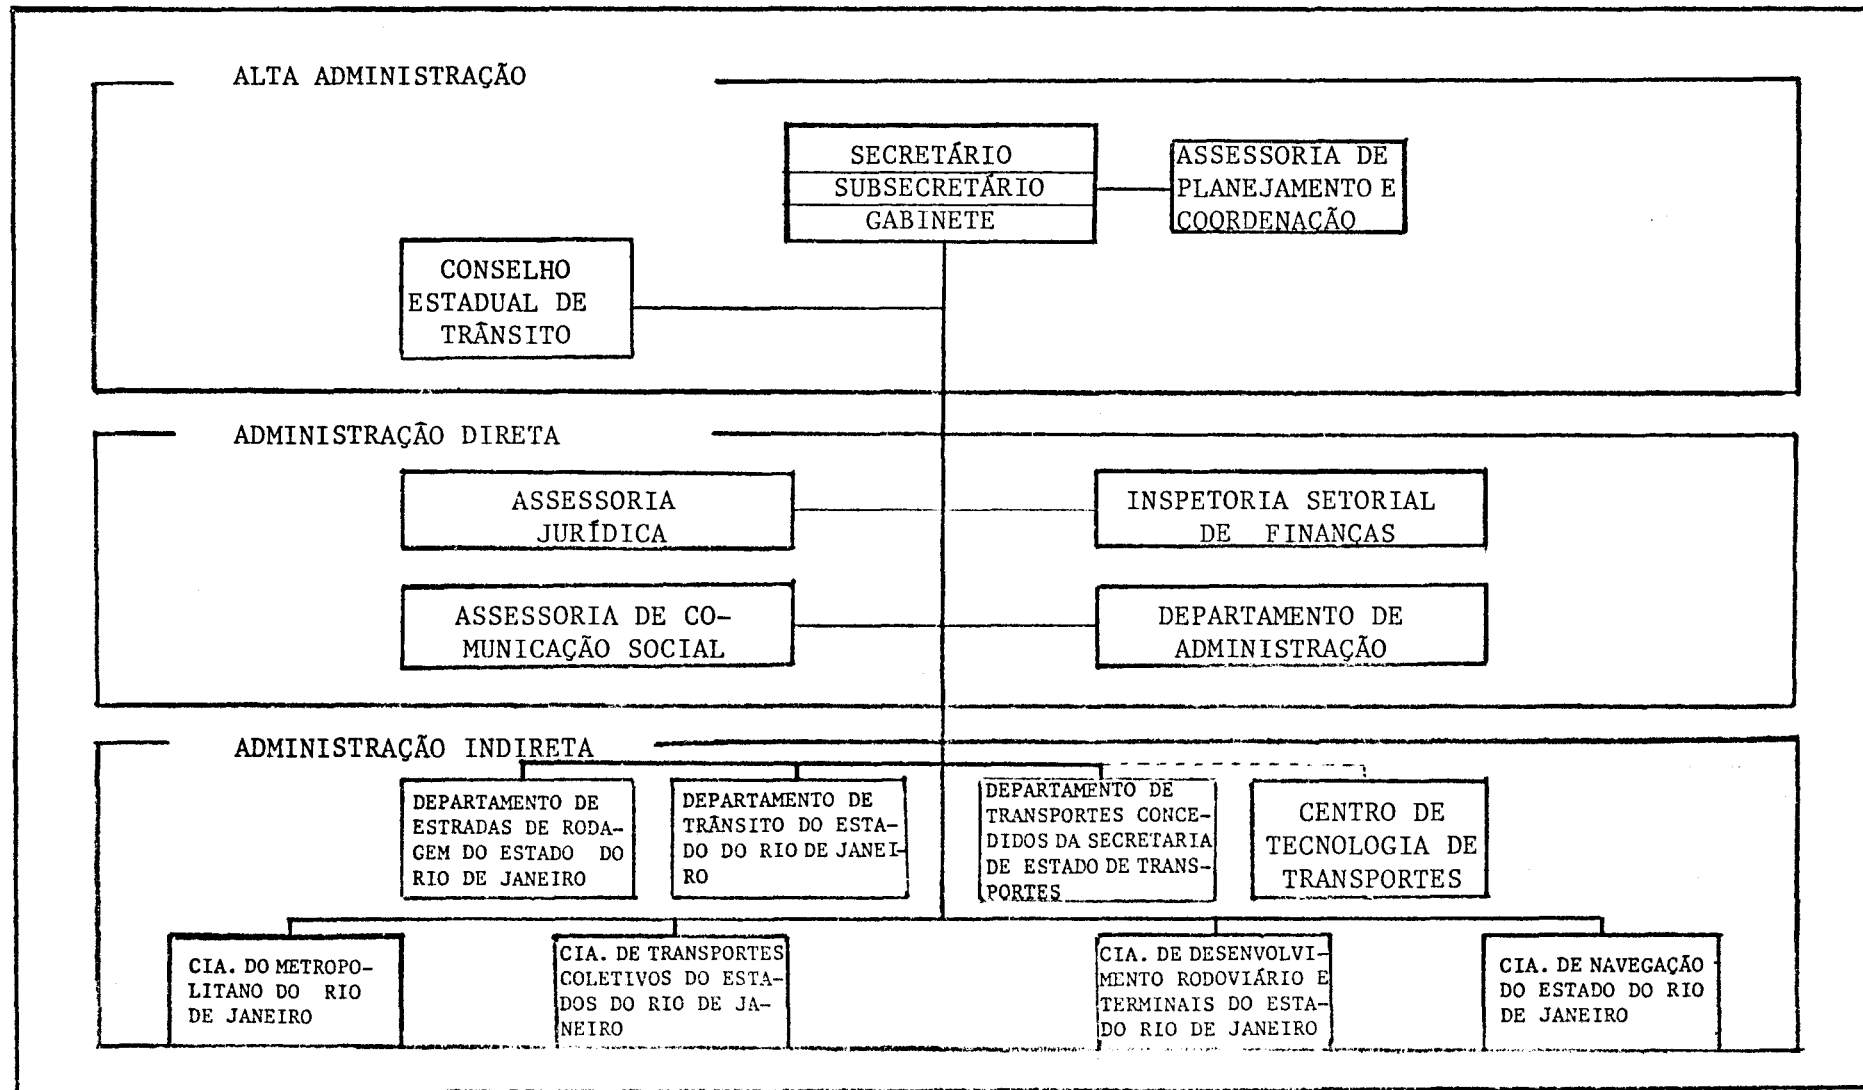 ALTA ADMINISTRAÇÃO
SECRETÁRIO
SUBSECRETÁRIO
GABINETE
ASSESSORIA DE
PLANEJAMENTO E
COORDENAÇÃO
CONSELHO
ESTADUAL DE
TRÂNSITO
ADMINISTRAÇÃO DIRETA
ASSESSORIA
JURÍDICA
INSPETORIA SETORIAL
DE FINANÇAS
ASSESSORIA DE CO-
MUNICAÇÃO SOCIAL
DEPARTAMENTO DE
ADMINISTRAÇÃO
ADMINISTRAÇÃO INDIRETA
DEPARTAMENTO DE
ESTRADAS DE RODA-
GEM DO ESTADO DO
RIO DE JANEIRO
DEPARTAMENTO DE
TRÂNSITO DO ESTA-
DO DO RIO DE JANEI-
RO
DEPARTAMENTO DE
TRANSPORTES CONCE-
DIDOS DA SECRETARIA
DE ESTADO DE TRANS-
PORTES
CENTRO DE
TECNOLOGIA DE
TRANSPORTES
CIA. DO METROPO-
LITANO DO RIO
DE JANEIRO
CIA. DE TRANSPORTES
COLETIVOS DO ESTA-
DOS DO RIO DE JA-
NEIRO
CIA. DE DESENVOLVI-
MENTO RODOVIÁRIO E
TERMINAIS DO ESTA-
DO RIO DE JANEIRO
CIA. DE NAVEGAÇÃO
DO ESTADO DO RIO
DE JANEIRO